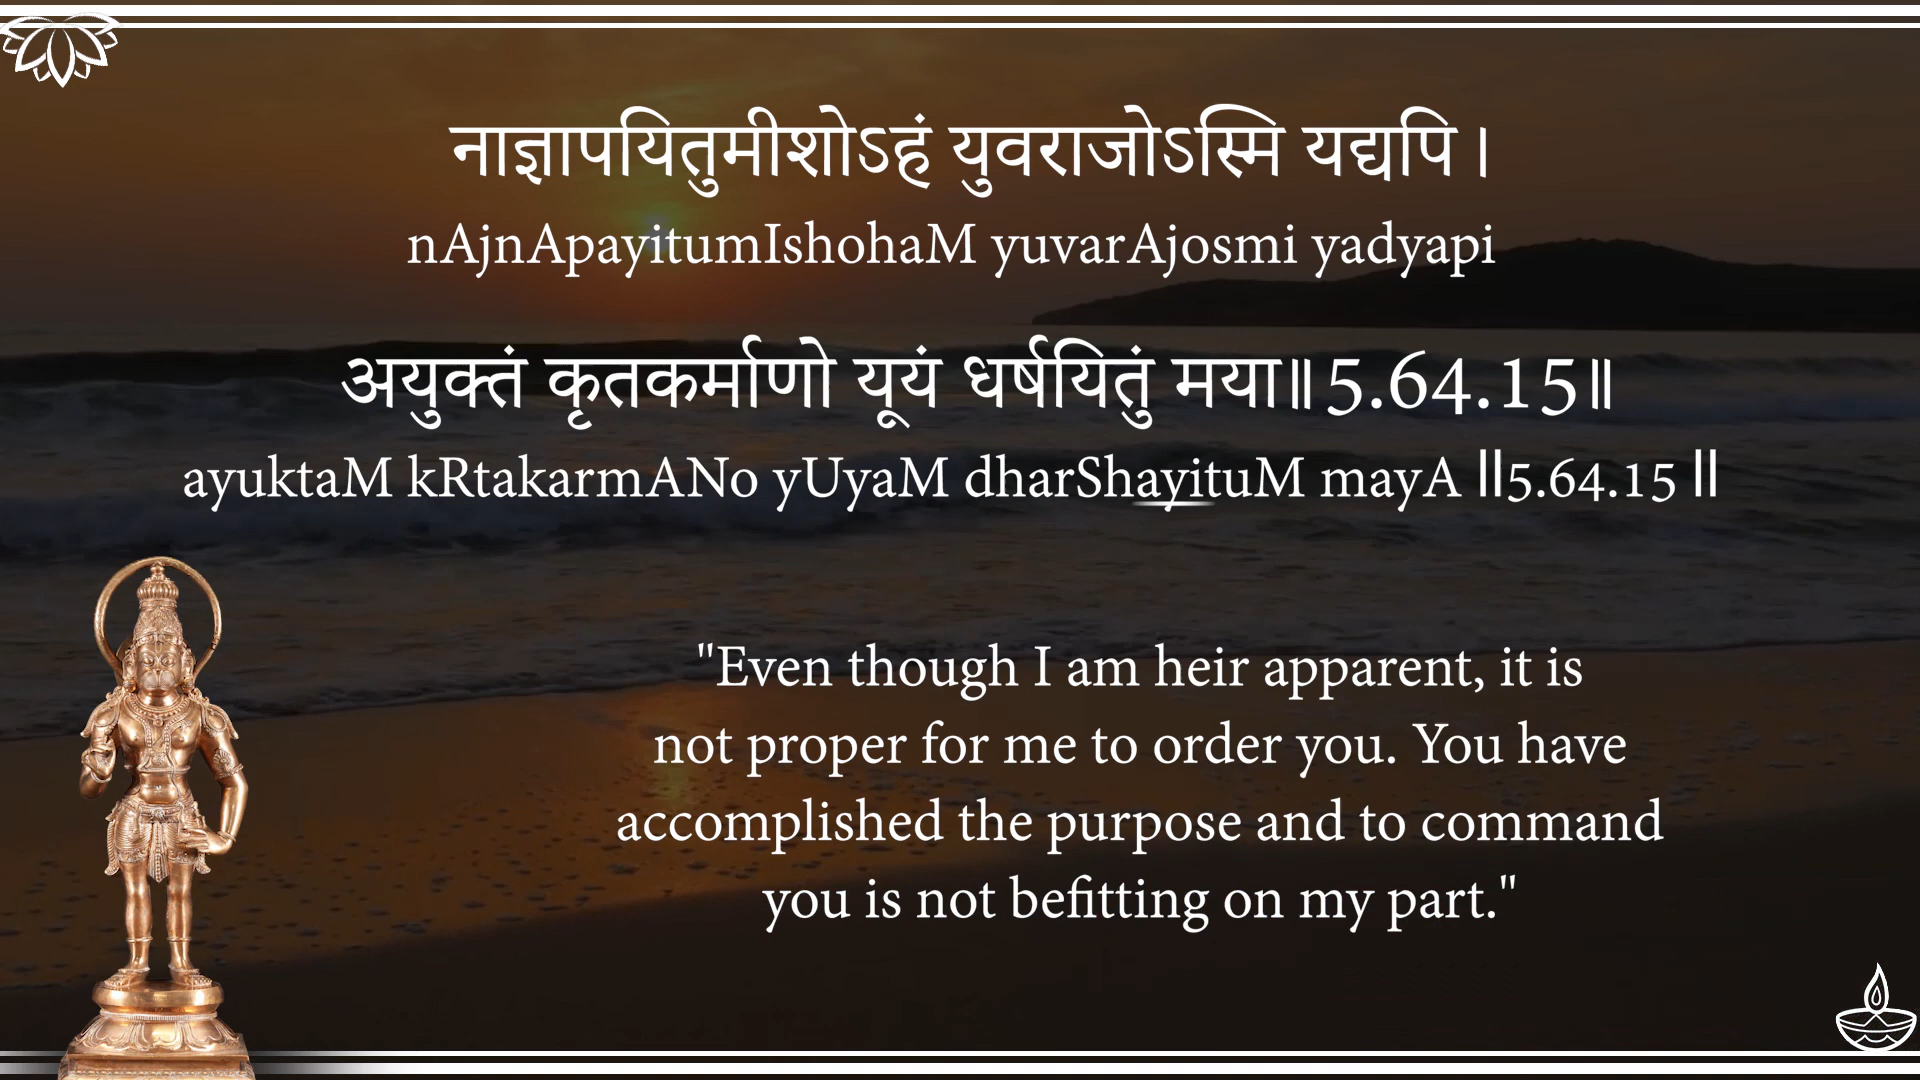 नाज्ञापयितुमीशोऽहं युवराजोऽस्मि यद्यपि ।
nAjnApayitumIshohaM yuvarAjosmi yadyapi
अयुक्तं कृतकर्माणो यूयं धर्षयितुं मया॥5.64.15॥
ayuktaM kRtakarmANo yUyaM dharShayituM mayA ||5.64.15 ||
"Even though I am heir apparent, it is
not proper for me to order you. You have
accomplished the purpose and to command
you is not befitting on my part."